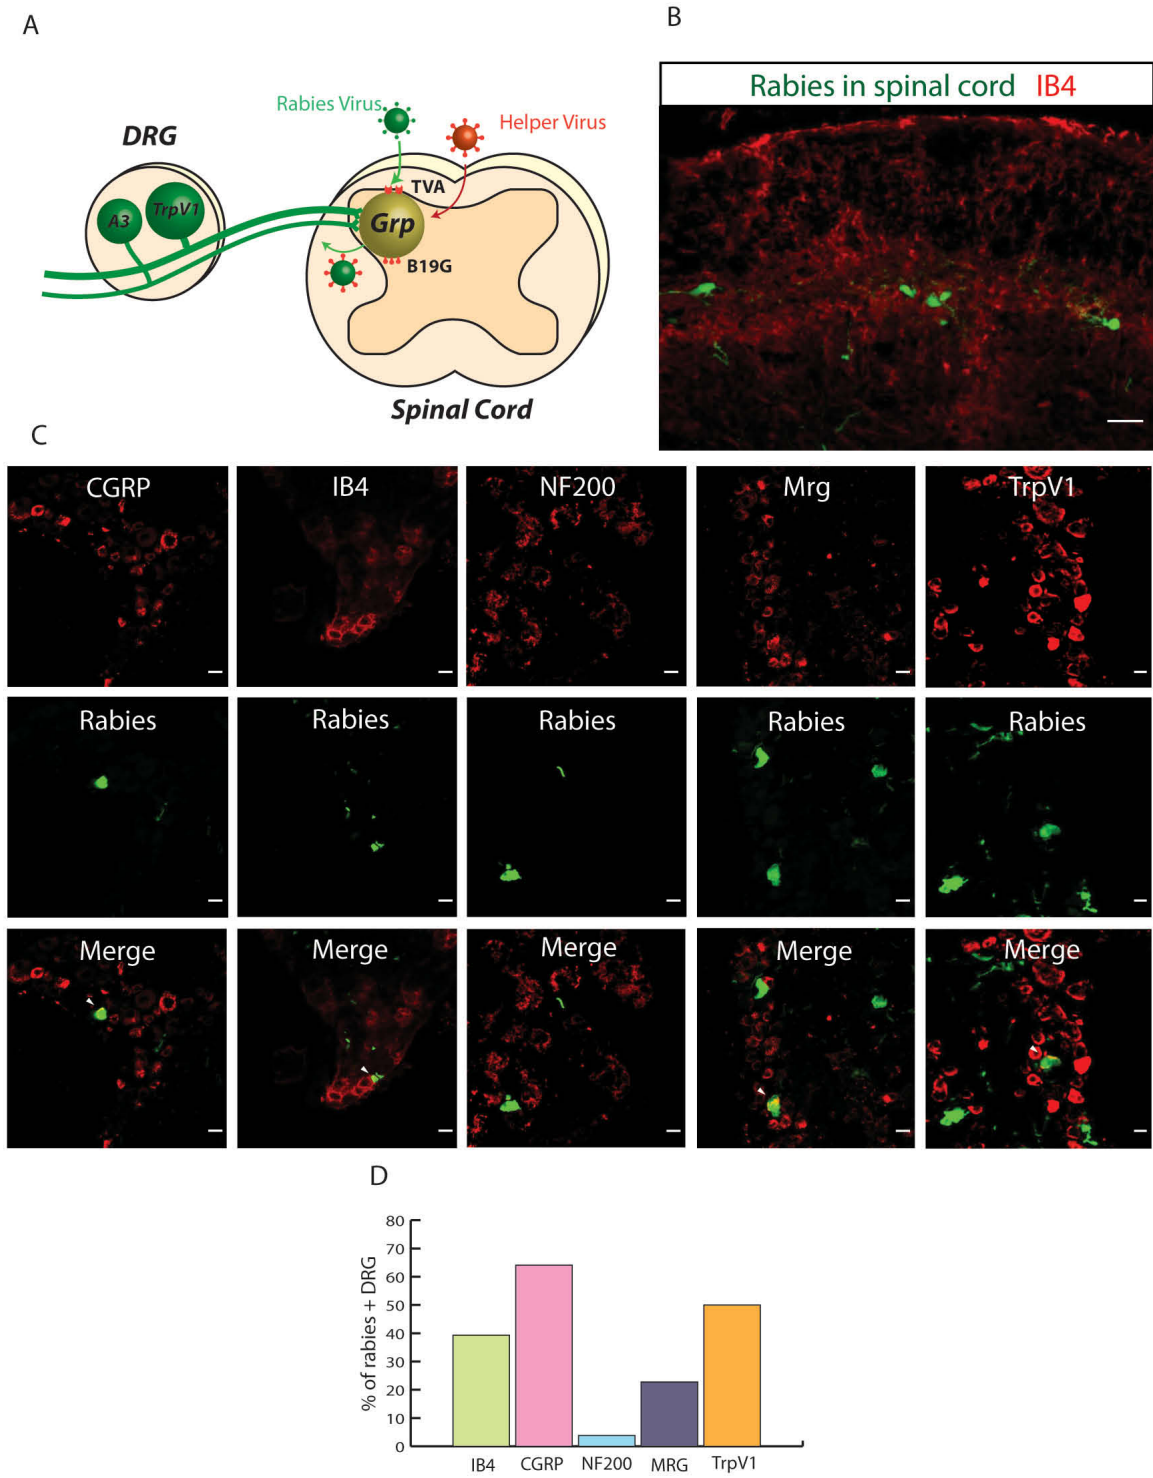 A
B
Rabies Virus
Helper Virus
DRG
TVA
A3
TrpV1
Grp
B19G
Spinal Cord
Rabies in spinal cord IB4
C
CGRP IB4 NF200 Mrg TrpV1
Rabies Rabies Rabies Rabies Rabies
Merge Merge Merge Merge Merge
D
% of rabies + DRG
80
70
60
50
40
30
20
10
0
IB4 CGRP NF200 MRG TrpV1